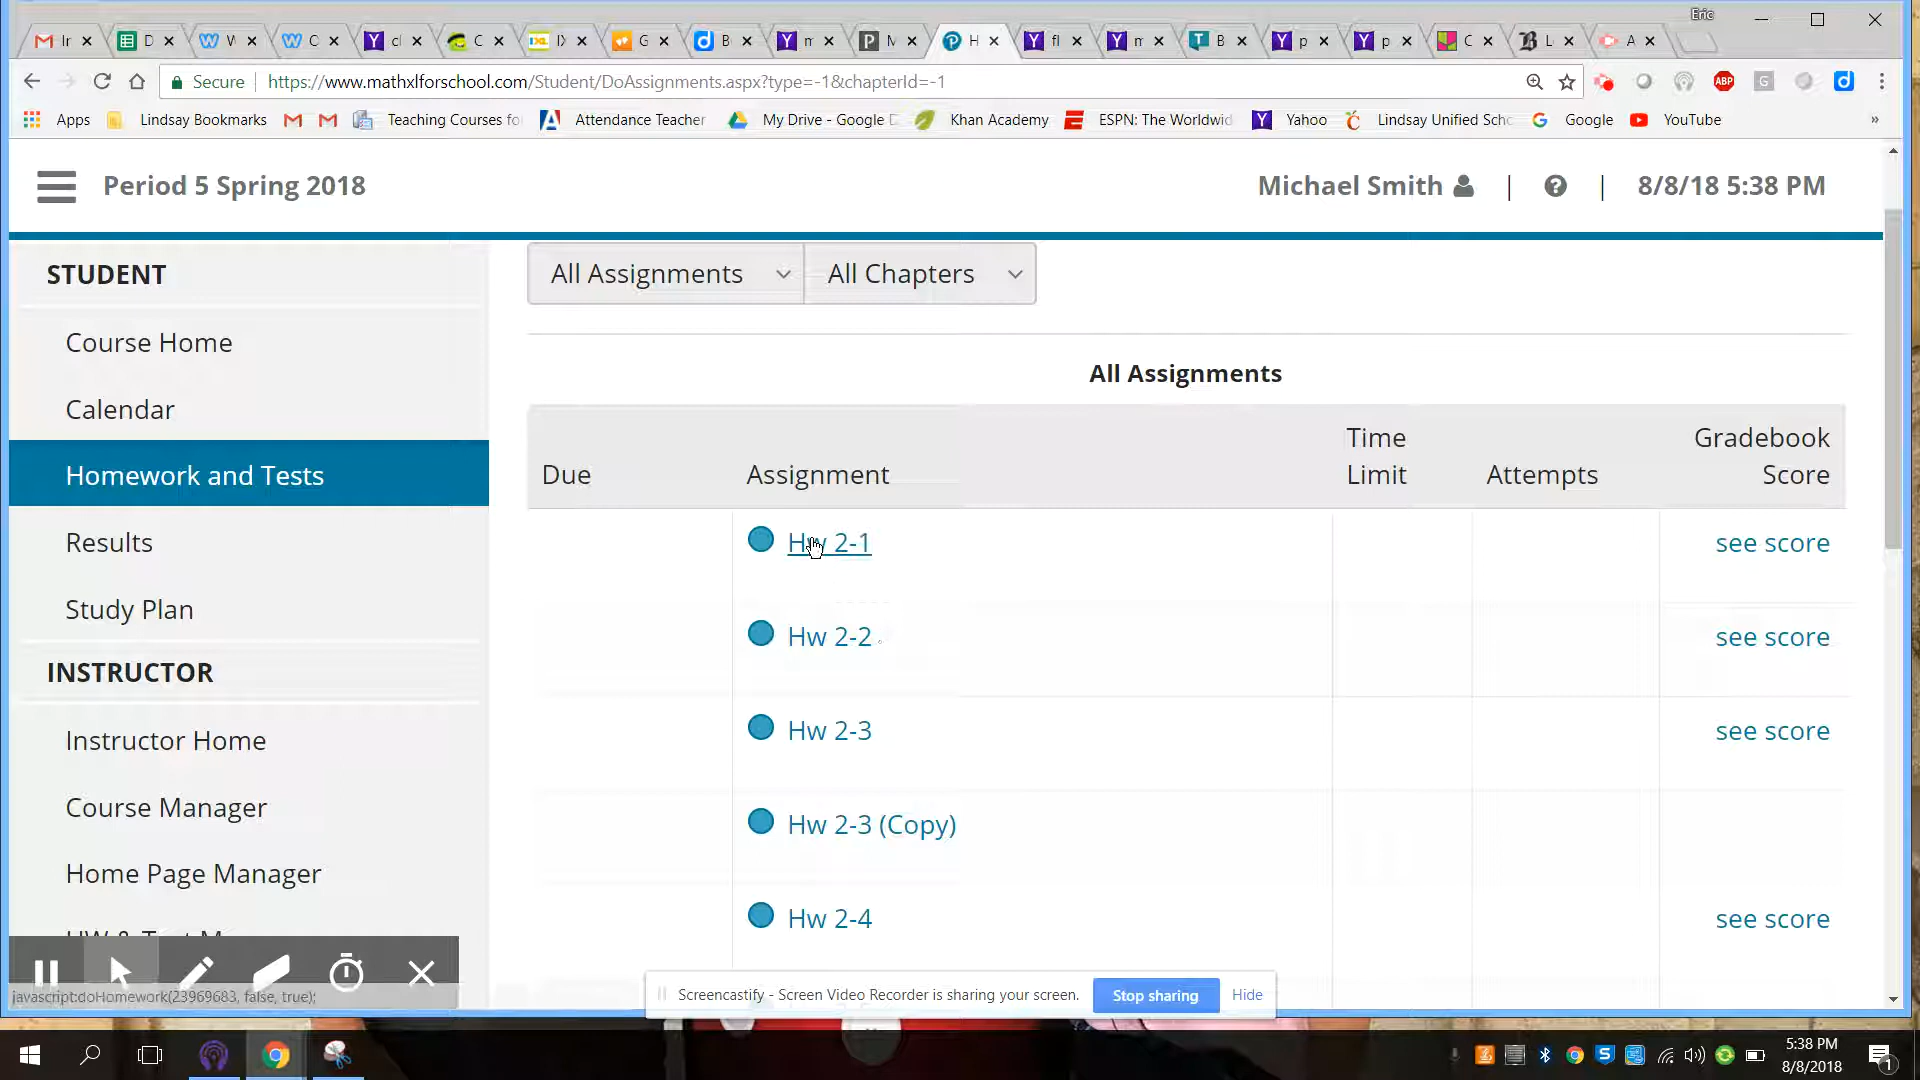 Eric
Secure https://www.mathxlforschool.com/Student/DoAssignments.aspx?type=-1&chapterId=-1
Apps Lindsay Bookmarks Teaching Courses fo Attendance Teacher My Drive - Google D Khan Academy ESPN: The Worldwid Yahoo Lindsay Unified Scho Google YouTube »
Period 5 Spring 2018
Michael Smith | ? | 8/8/18 5:38 PM
STUDENT
Course Home
Calendar
Homework and Tests
Results
Study Plan
INSTRUCTOR
Instructor Home
Course Manager
Home Page Manager
All Assignments All Chapters
All Assignments
Due Assignment Time Limit Attempts Gradebook Score
Hw 2-1 see score
Hw 2-2 see score
Hw 2-3 see score
Hw 2-3 (Copy)
Hw 2-4 see score
javascript:doHomework(23969683, false, true);
Screencastify - Screen Video Recorder is sharing your screen. Stop sharing Hide
5:38 PM
8/8/2018